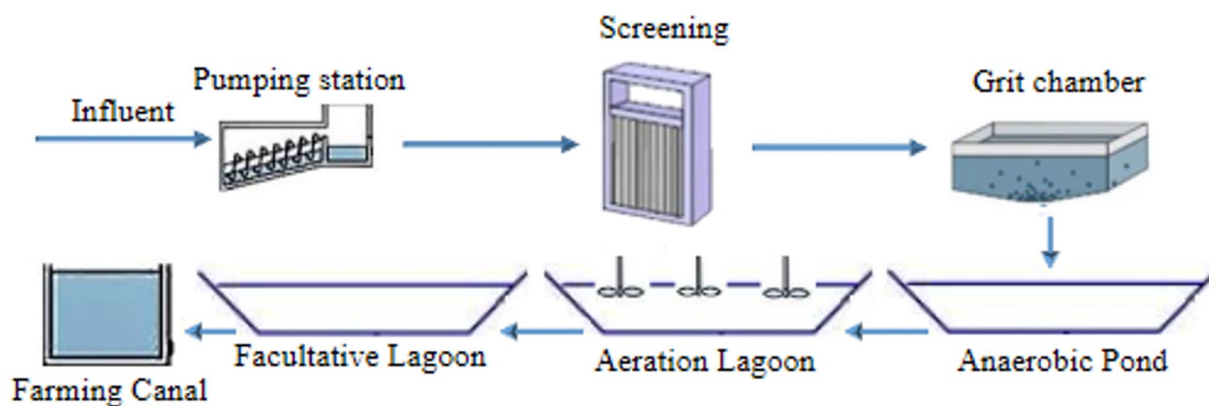 Screening
Pumping station
Grit chamber
Influent
Facultative Lagoon
Aeration Lagoon
Anaerobic Pond
Farming Canal